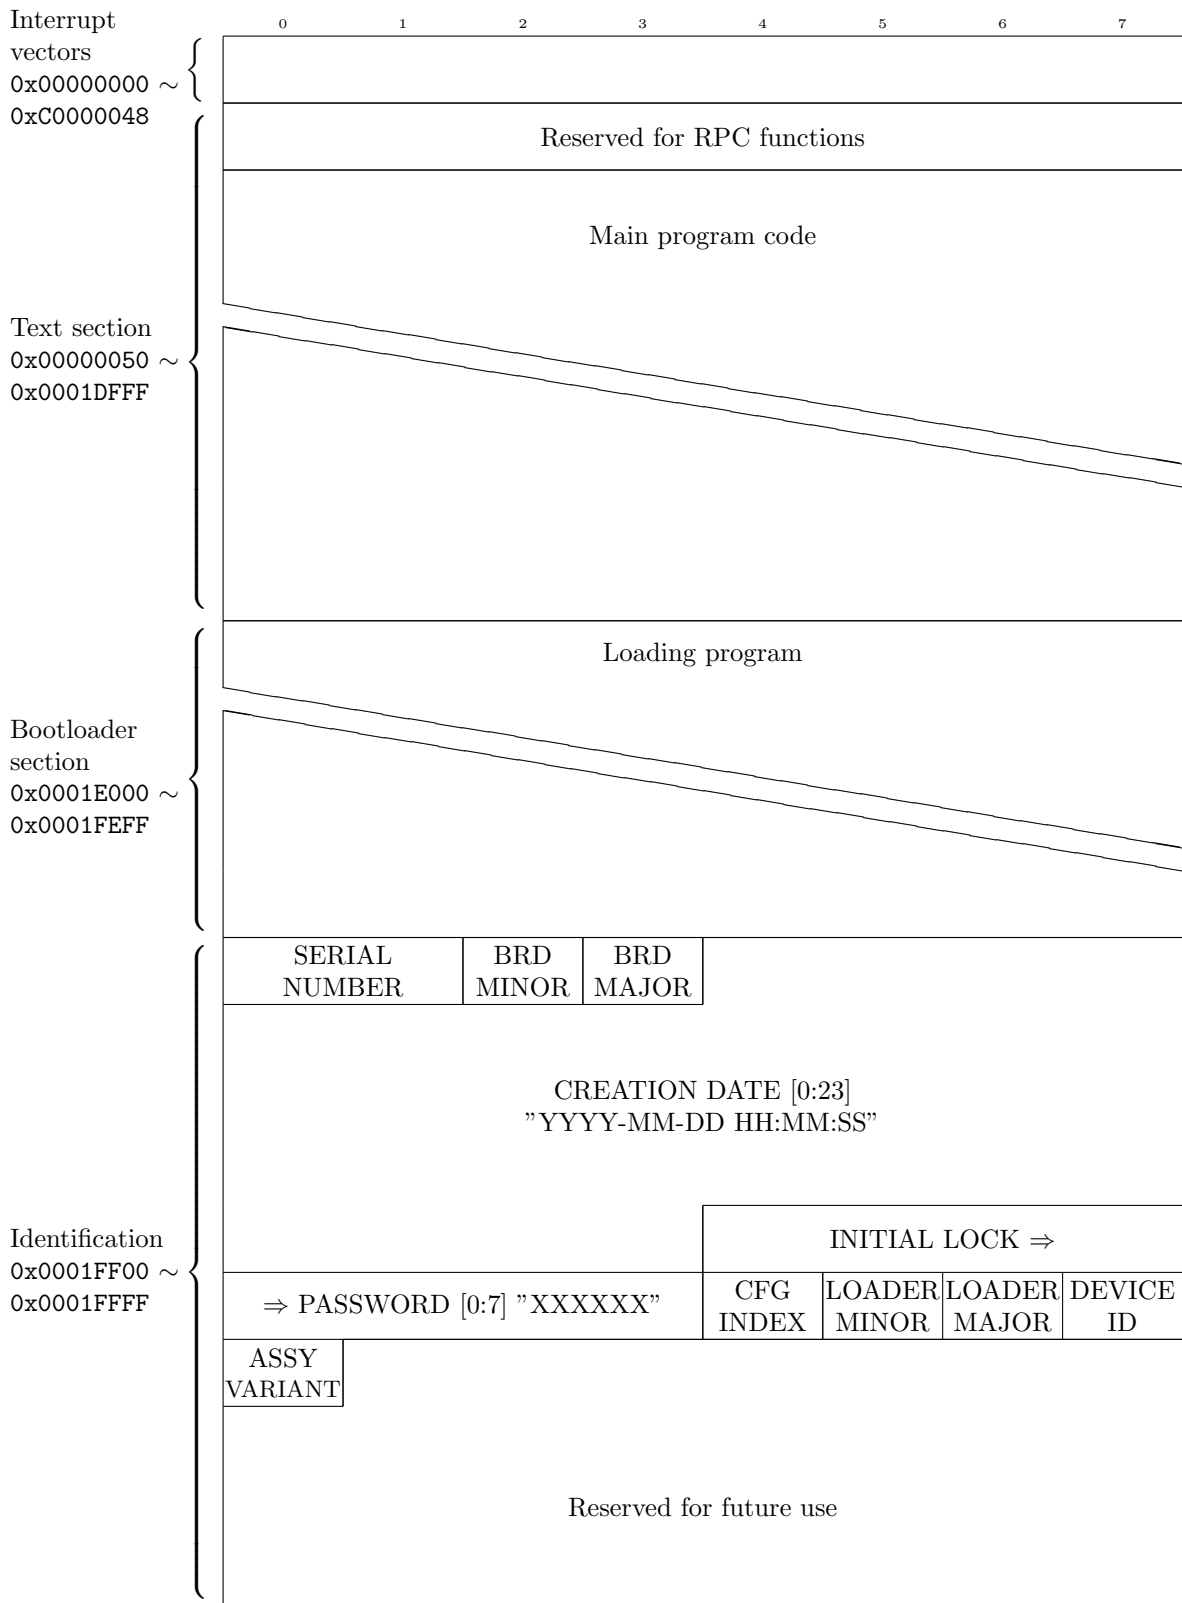 Interrupt
vectors
0x00000000 ∼
0xC0000048
0 1 2 3 4 5 6 7
Reserved for RPC functions
Main program code
Text section
0x00000050 ∼
0x0001DFFF
Loading program
Bootloader
section
0x0001E000 ∼
0x0001FEFF
SERIAL
NUMBER
BRD
MINOR
BRD
MAJOR
CREATION DATE [0:23]
"YYYY-MM-DD HH:MM:SS"
Identification
0x0001FF00 ∼
0x0001FFFF
INITIAL LOCK ⇒
⇒ PASSWORD [0:7] "XXXXXX"
CFG
INDEX
LOADER
MINOR
LOADER
MAJOR
DEVICE
ID
ASSY
VARIANT
Reserved for future use